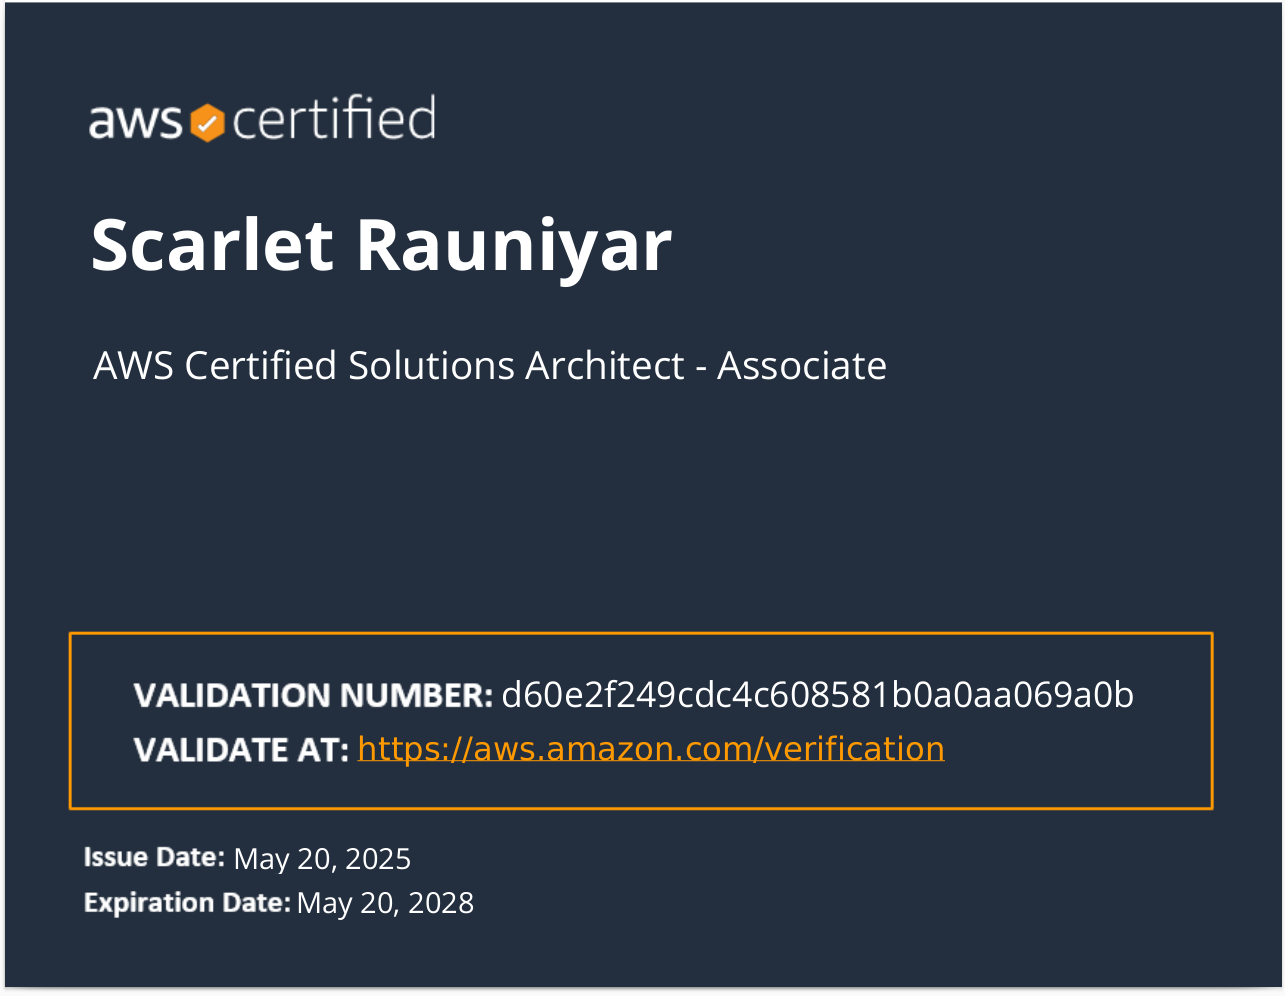 aws certified
Scarlet Rauniyar
AWS Certified Solutions Architect - Associate
VALIDATION NUMBER: d60e2f249cdc4c608581b0a0aa069a0b
VALIDATE AT: https://aws.amazon.com/verification
Issue Date: May 20, 2025
Expiration Date: May 20, 2028